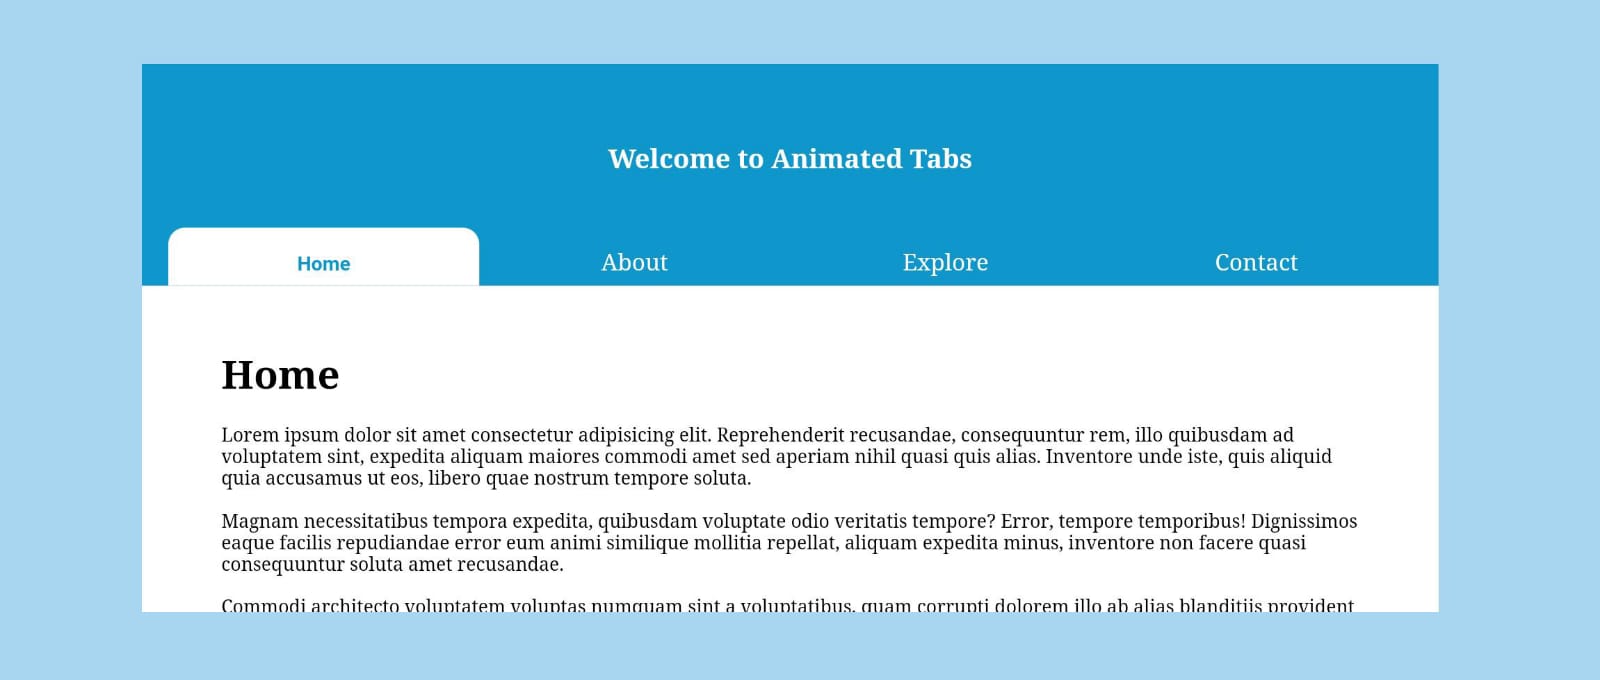 Welcome to Animated Tabs
Home About Explore Contact
Home
Lorem ipsum dolor sit amet consectetur adipisicing elit. Reprehenderit recusandae, consequuntur rem, illo quibusdam ad
voluptatem sint, expedita aliquam maiores commodi amet sed aperiam nihil quasi quis alias. Inventore unde iste, quis aliquid
quia accusamus ut eos, libero quae nostrum tempore soluta.
Magnam necessitatibus tempora expedita, quibusdam voluptate odio veritatis tempore? Error, tempore temporibus! Dignissimos
eaque facilis repudiandae error eum animi similique mollitia repellat, aliquam expedita minus, inventore non facere quasi
consequuntur soluta amet recusandae.
Commodi architecto voluptatem voluptas numquam sint a voluptatibus, quam corrupti dolorem illo ab alias blanditiis provident